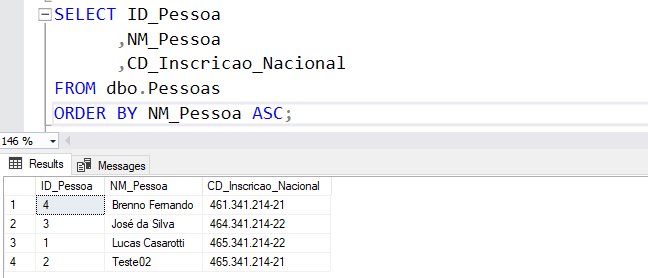 SELECT ID_Pessoa
,NM_Pessoa
,CD_Inscricao_Nacional
FROM dbo.Pessoas
ORDER BY NM_Pessoa ASC;
146 %
Results Messages
ID_Pessoa NM_Pessoa CD_Inscricao_Nacional
1 4 Brenno Fernando 461.341.214-21
2 3 José da Silva 464.341.214-22
3 1 Lucas Casarotti 465.341.214-22
4 2 Teste02 465.341.214-21